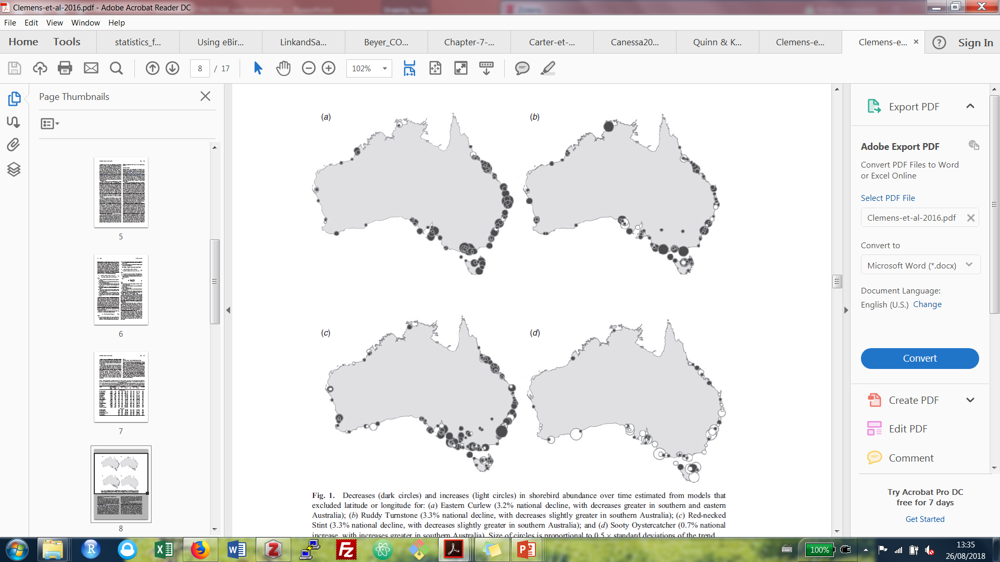 Clemens-et-al-2016.pdf - Adobe Acrobat Reader DC
File Edit View Window Help
Home Tools statistics_f... Using eBir... LinkandSa... Beyer_CO... Chapter-7-... Carter-et-... Canessa20... Quinn & K... Clemens-e... Clemens-e... Sign In
8 / 17 102%
Page Thumbnails
5
6
7
8
(a)
(b)
(c)
(d)
Fig. 1. Decreases (dark circles) and increases (light circles) in shorebird abundance over time estimated from models that
excluded latitude or longitude for: (a) Eastern Curlew (3.2% national decline, with decreases greater in southern and eastern
Australia); (b) Ruddy Turnstone (3.3% national decline, with decreases slightly greater in southern Australia); (c) Red-necked
Stint (3.3% national decline, with decreases slightly greater in southern Australia); and (d) Sooty Oystercatcher (0.7% national
increase, with increases greater in southern Australia). Size of circles is proportional to 0.5 × standard deviations of the trend
Export PDF
Adobe Export PDF
Convert PDF Files to Word
or Excel Online
Select PDF File
Clemens-et-al-2016.pdf
Convert to
Microsoft Word (*.docx)
Document Language:
English (U.S.) Change
Convert
Create PDF
Edit PDF
Comment
Try Acrobat Pro DC
free for 7 days
Get Started
100%
13:35
26/08/2018